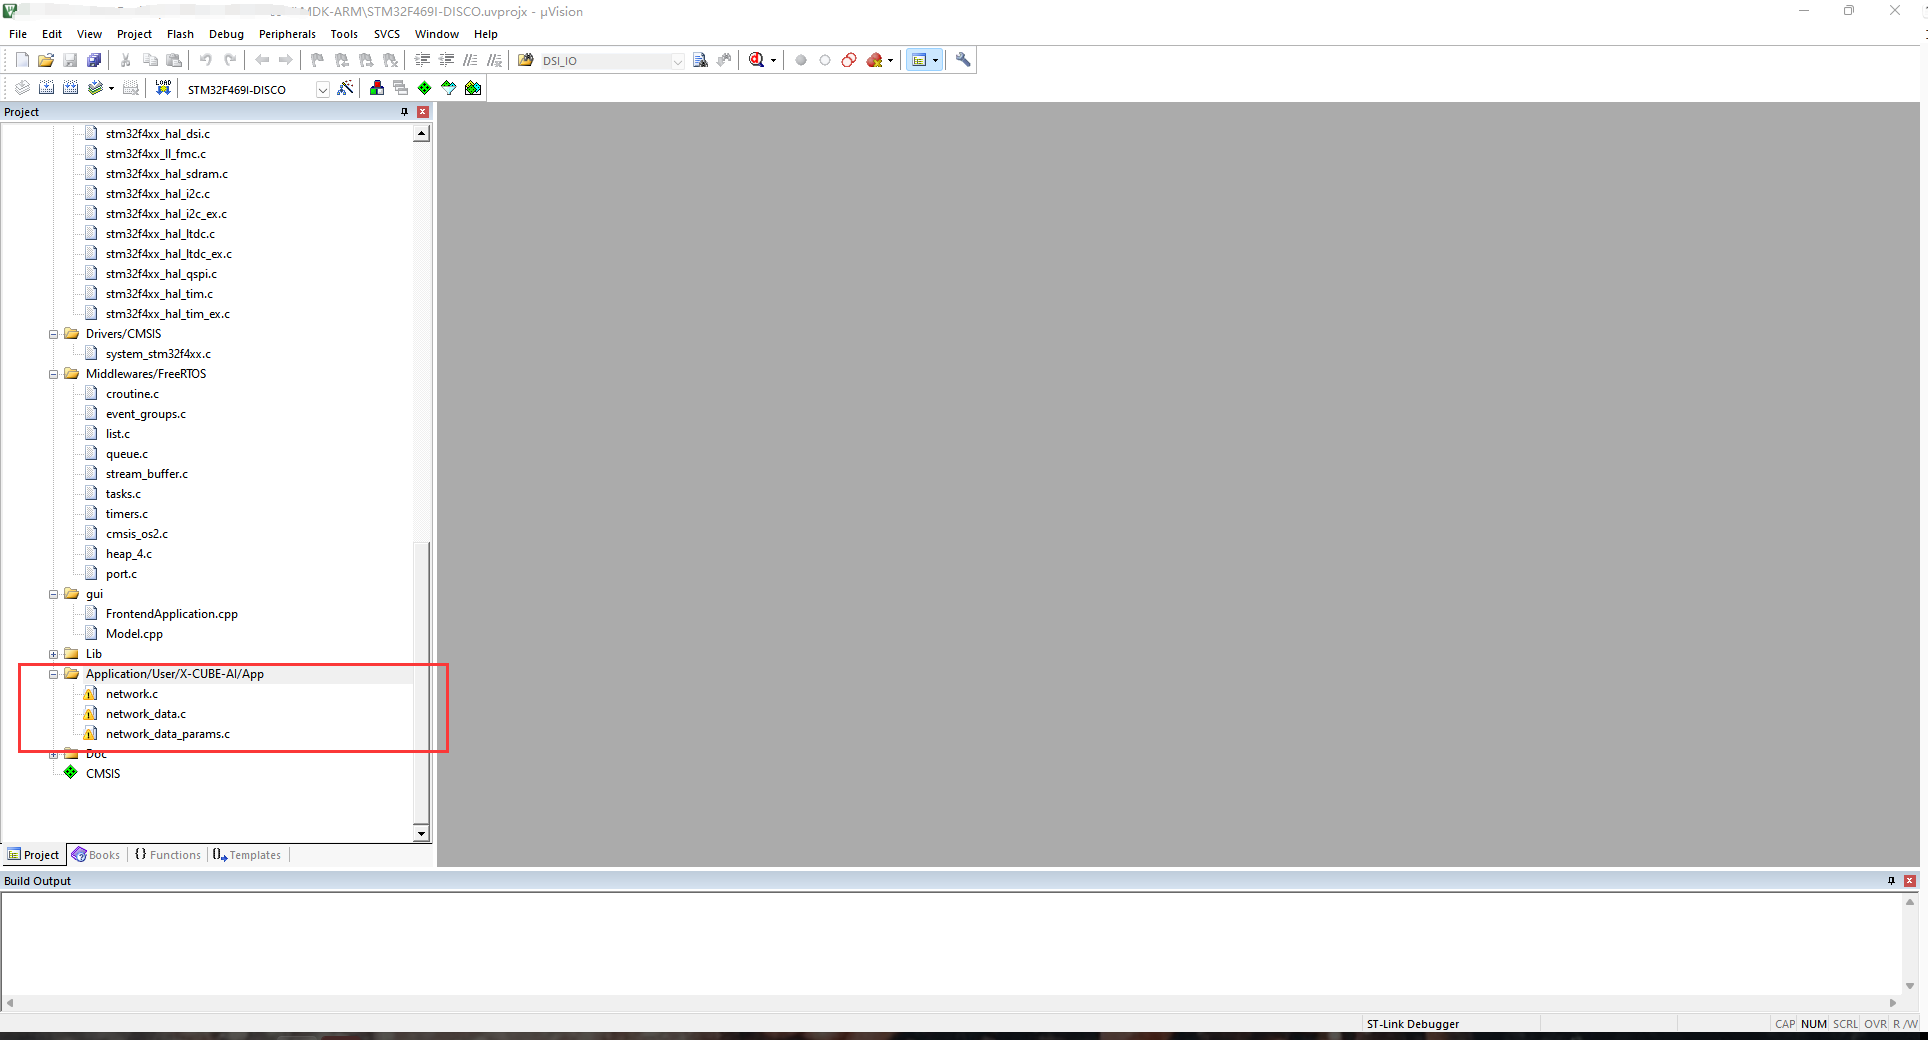 MDK-ARM\STM32F469I-DISCO.uvprojx - µVision
File Edit View Project Flash Debug Peripherals Tools SVCS Window Help
DSI_IO
LOAD STM32F469I-DISCO
Project
stm32f4xx_hal_dsi.c
stm32f4xx_ll_fmc.c
stm32f4xx_hal_sdram.c
stm32f4xx_hal_i2c.c
stm32f4xx_hal_i2c_ex.c
stm32f4xx_hal_ltdc.c
stm32f4xx_hal_ltdc_ex.c
stm32f4xx_hal_qspi.c
stm32f4xx_hal_tim.c
stm32f4xx_hal_tim_ex.c
Drivers/CMSIS
system_stm32f4xx.c
Middlewares/FreeRTOS
croutine.c
event_groups.c
list.c
queue.c
stream_buffer.c
tasks.c
timers.c
cmsis_os2.c
heap_4.c
port.c
gui
FrontendApplication.cpp
Model.cpp
Lib
Application/User/X-CUBE-AI/App
network.c
network_data.c
network_data_params.c
Doc
CMSIS
Project Books {} Functions Templates
Build Output
ST-Link Debugger CAP NUM SCRL OVR R/W